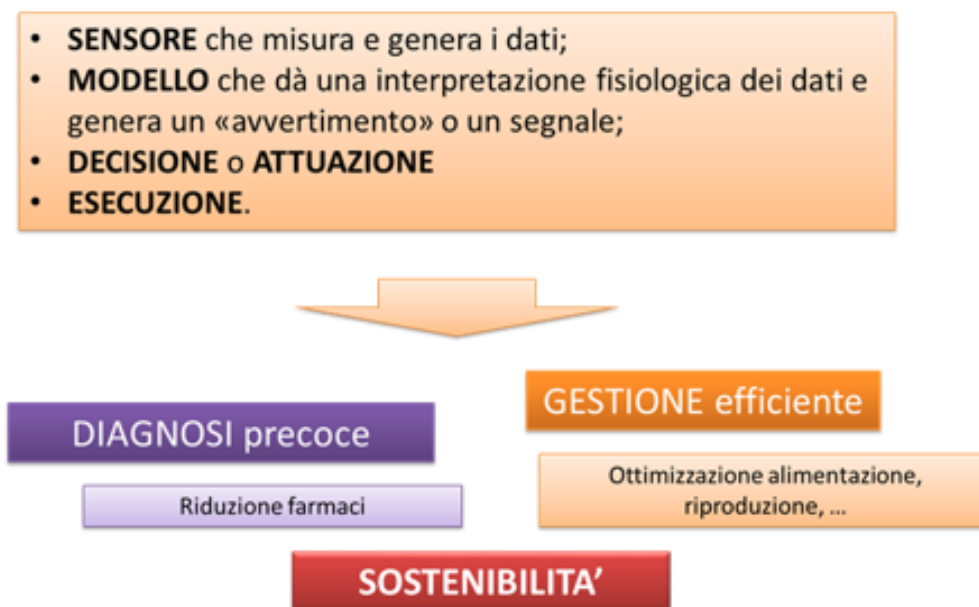 • SENSORE che misura e genera i dati;
• MODELLO che dà una interpretazione fisiologica dei dati e
genera un «avvertimento» o un segnale;
• DECISIONE o ATTUAZIONE
• ESECUZIONE.
DIAGNOSI precoce
Riduzione farmaci
GESTIONE efficiente
Ottimizzazione alimentazione,
riproduzione, ...
SOSTENIBILITA’